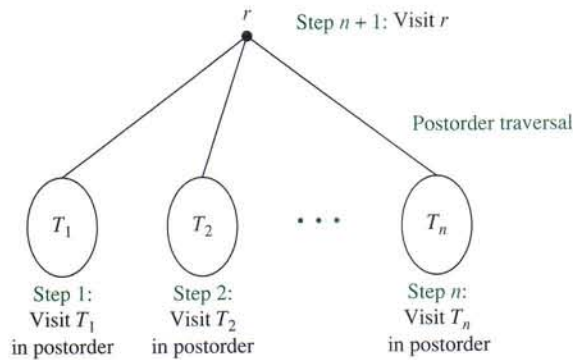 r
Step n + 1: Visit r
Postorder traversal
T1
T2
· · ·
Tn
Step 1:
Visit T1
in postorder
Step 2:
Visit T2
in postorder
Step n:
Visit Tn
in postorder